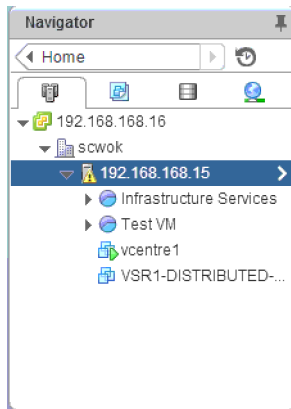 Navigator
Home
192.168.168.16
scwok
192.168.168.15
Infrastructure Services
Test VM
vcentre1
VSR1-DISTRIBUTED-...